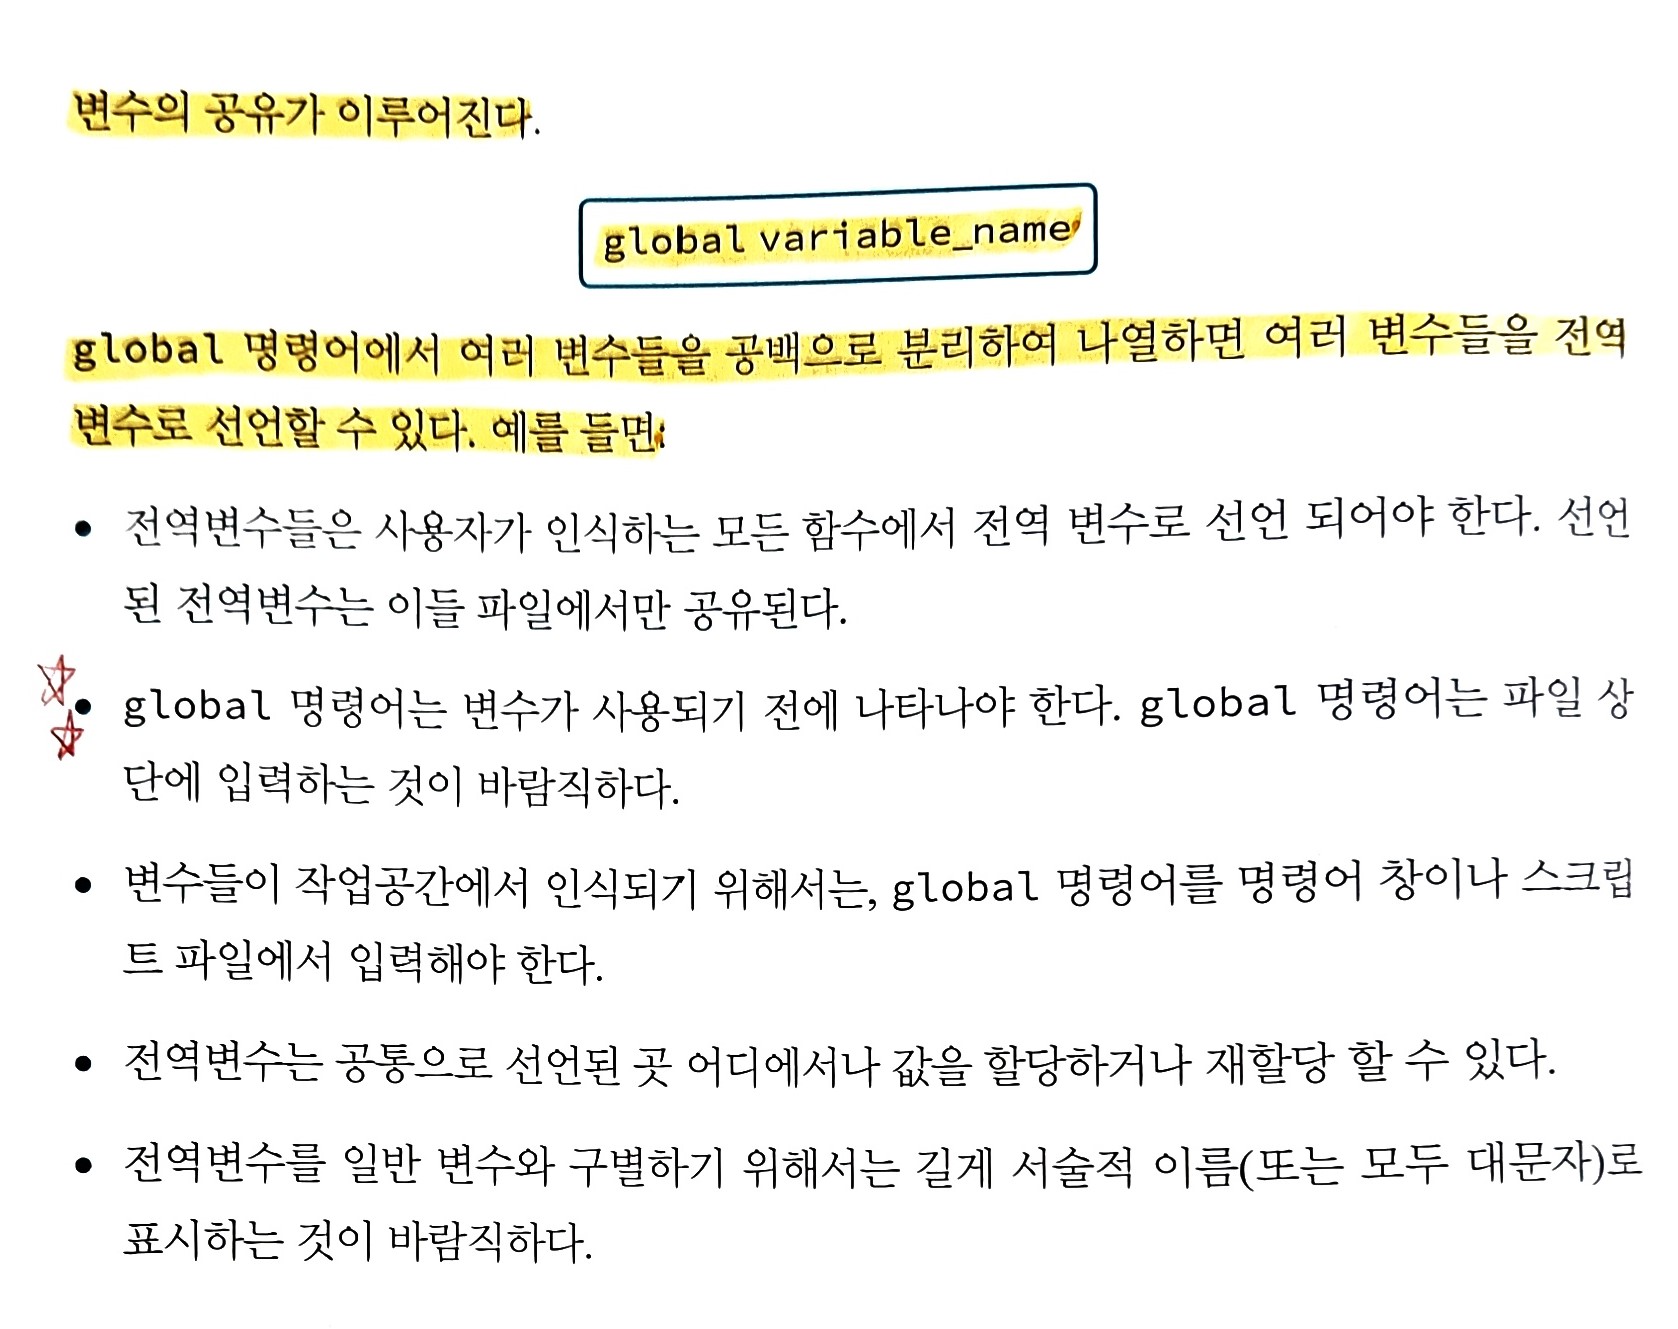 변수의 공유가 이루어진다.
global variable_name
global 명령어에서 여러 변수들을 공백으로 분리하여 나열하면 여러 변수들을 전역
변수로 선언할 수 있다. 예를 들면:
• 전역변수들은 사용자가 인식하는 모든 함수에서 전역 변수로 선언 되어야 한다. 선언
된 전역변수는 이들 파일에서만 공유된다.
• global 명령어는 변수가 사용되기 전에 나타나야 한다. global 명령어는 파일 상
단에 입력하는 것이 바람직하다.
• 변수들이 작업공간에서 인식되기 위해서는, global 명령어를 명령어 창이나 스크립
트 파일에서 입력해야 한다.
• 전역변수는 공통으로 선언된 곳 어디에서나 값을 할당하거나 재할당 할 수 있다.
• 전역변수를 일반 변수와 구별하기 위해서는 길게 서술적 이름(또는 모두 대문자)로
표시하는 것이 바람직하다.